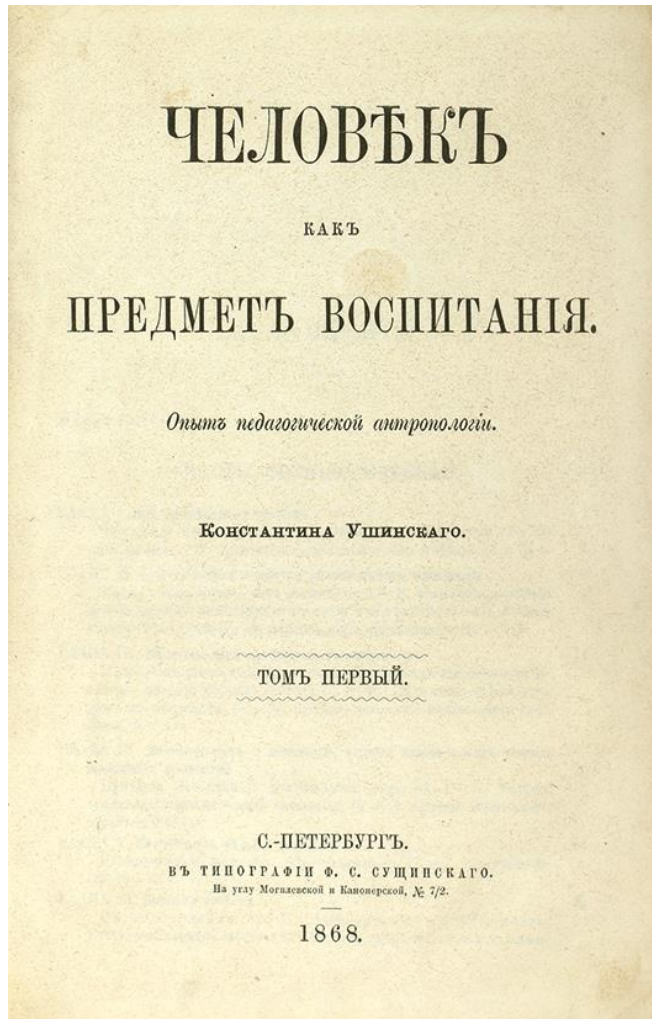 ЧЕЛОВѢКЪ
КАКЪ
ПРЕДМЕТЪ ВОСПИТАНІЯ.
Опытъ педагогической антропологіи.
Константина Ушинскаго.
ТОМЪ ПЕРВЫЙ.
С.-ПЕТЕРБУРГЪ.
ВЪ ТИПОГРАФІИ Ф. С. СУЩИНСКАГО.
На углу Могилевской и Канонерской, № 7/2.
1868.